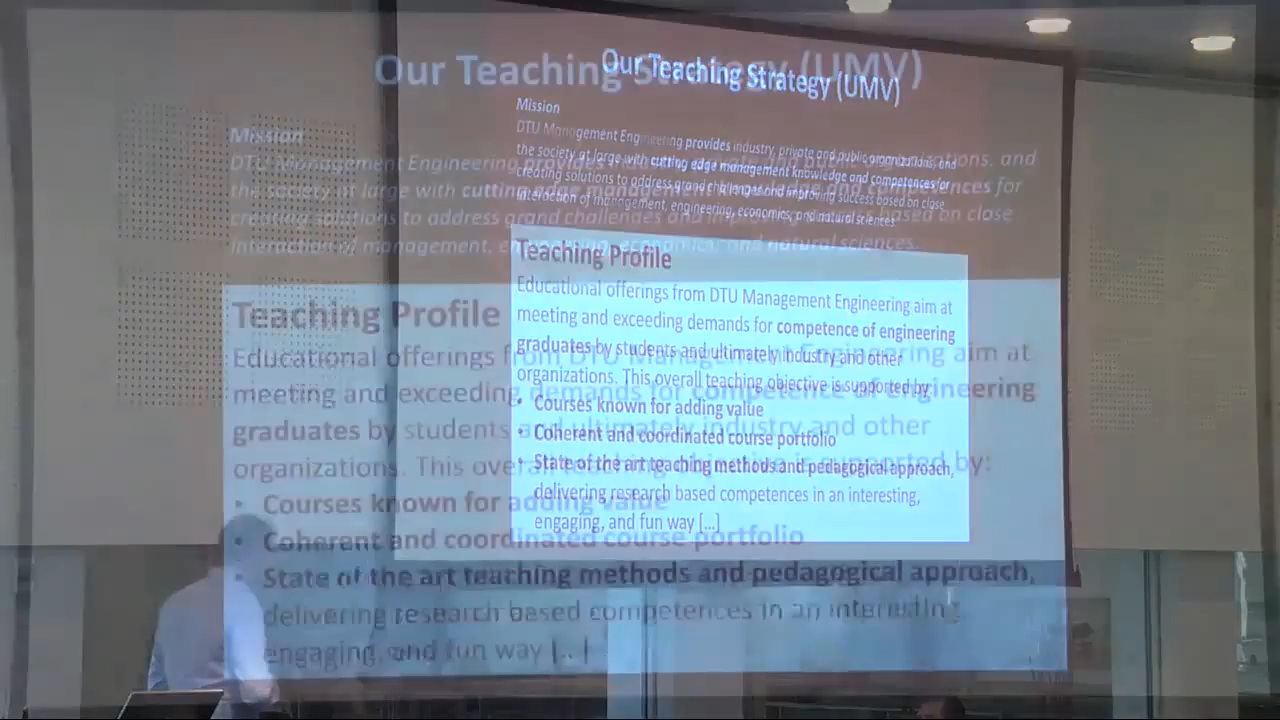 Our Teaching Strategy (UMV)
Mission
DTU Management Engineering provides industry, private and public organizations, and
the society at large with cutting edge management knowledge and competences for
creating solutions to address grand challenges and improving success based on close
interaction of management, engineering, economics, and natural sciences.
Teaching Profile
Educational offerings from DTU Management Engineering aim at
meeting and exceeding demands for competence of engineering
graduates by students and ultimately industry and other
organizations. This overall teaching objective is supported by:
• Courses known for adding value
• Coherent and coordinated course portfolio
• State of the art teaching methods and pedagogical approach,
delivering research based competences in an interesting,
engaging, and fun way [...]